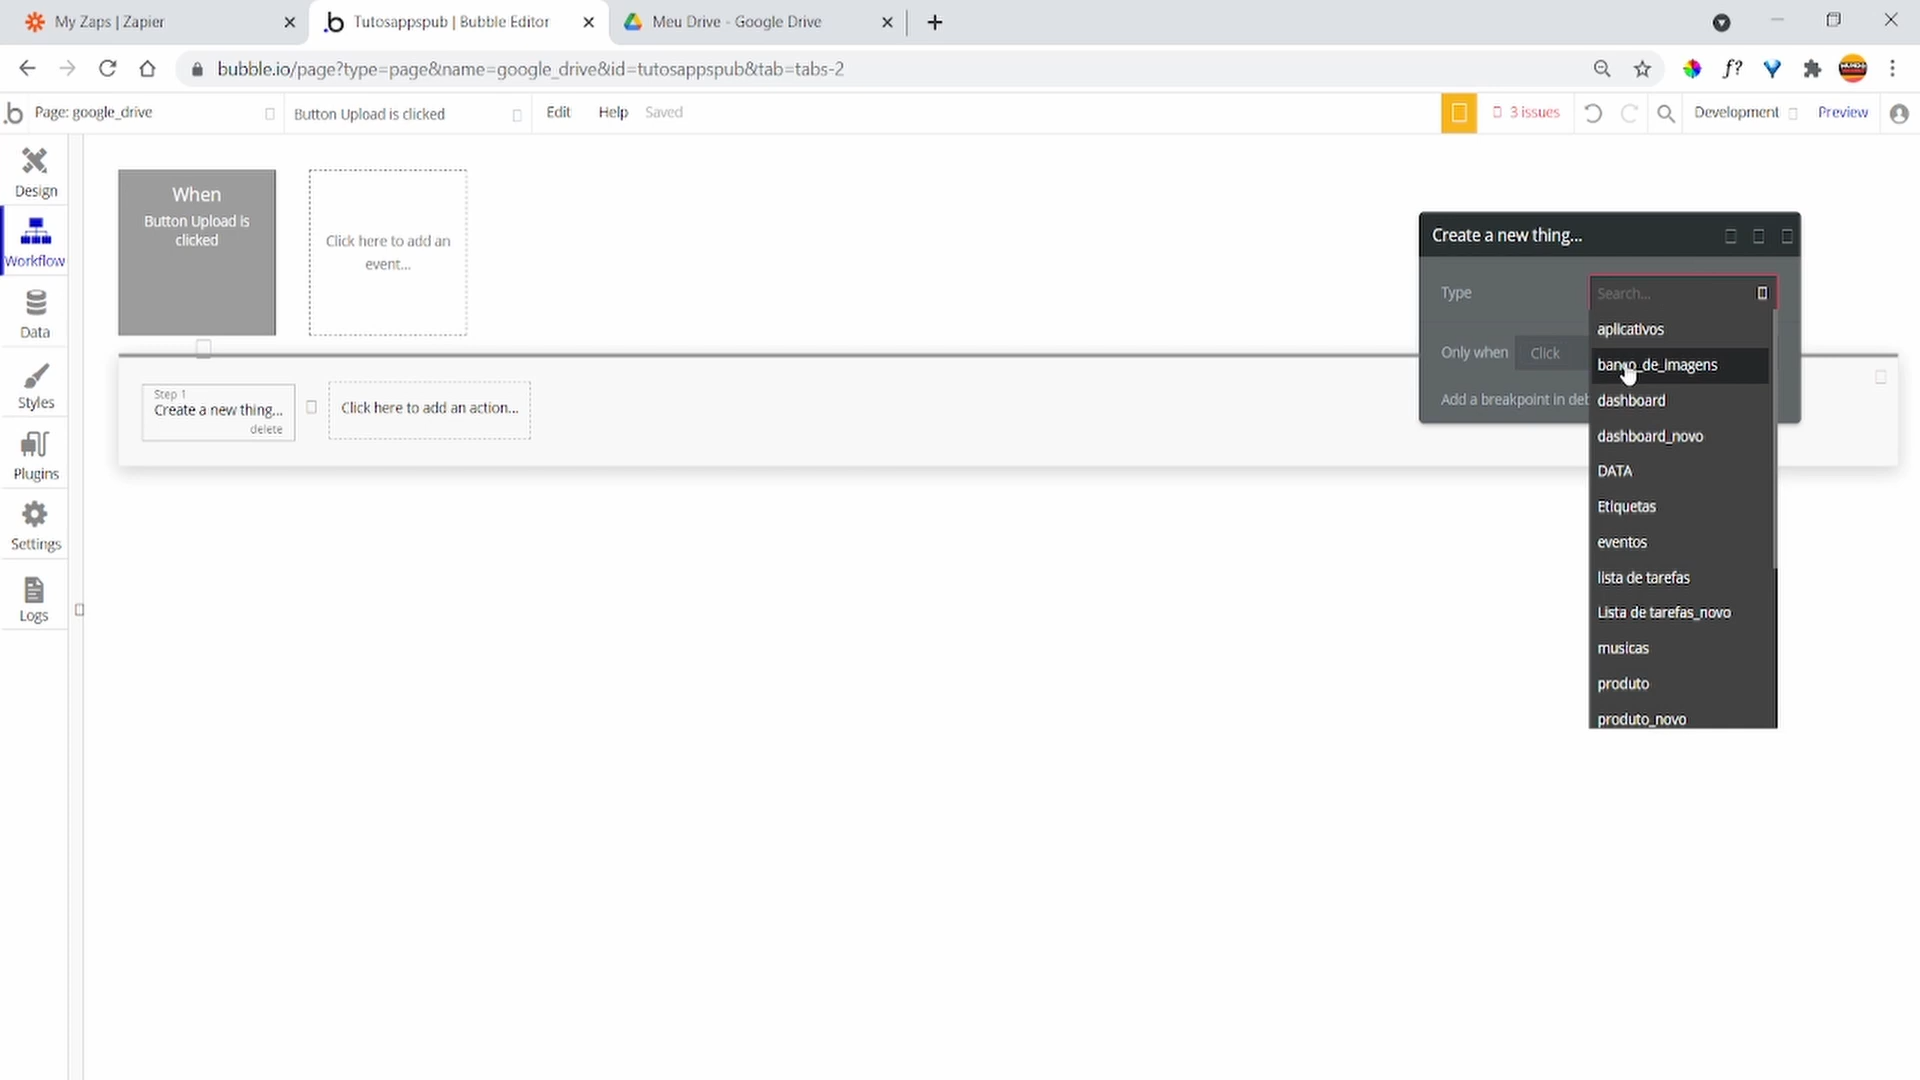 My Zaps | Zapier
Tutosappspub | Bubble Editor
Meu Drive - Google Drive
bubble.io/page?type=page&name=google_drive&id=tutosappspub&tab=tabs-2
f?
Page: google_drive
Button Upload is clicked
Edit
Help
Saved
3 issues
Development
Preview
Design
Workflow
Data
Styles
Plugins
Settings
Logs
When
Button Upload is
clicked
Click here to add an
event...
Step 1
Create a new thing...
delete
Click here to add an action...
Create a new thing...
Type
Search...
Only when
Click
Add a breakpoint in deb
aplicativos
banco_de_imagens
dashboard
dashboard_novo
DATA
Etiquetas
eventos
lista de tarefas
Lista de tarefas_novo
musicas
produto
produto_novo